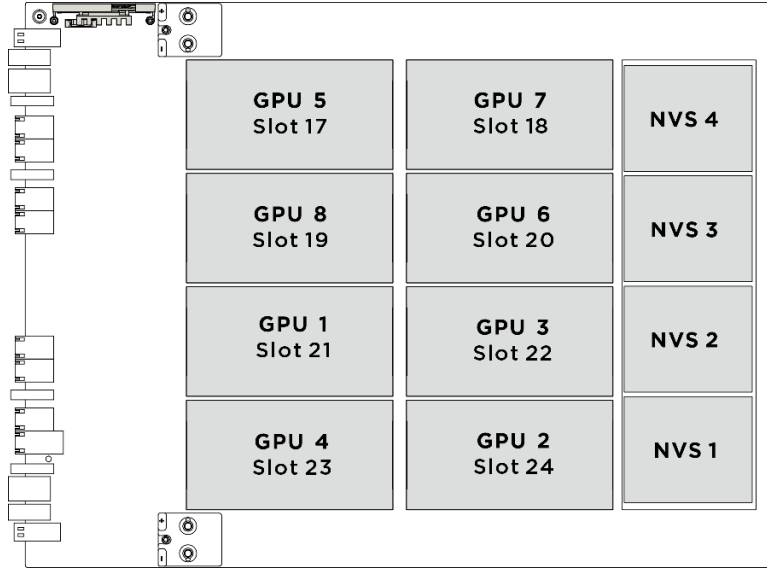 GPU 5
Slot 17
GPU 7
Slot 18
NVS 4
GPU 8
Slot 19
GPU 6
Slot 20
NVS 3
GPU 1
Slot 21
GPU 3
Slot 22
NVS 2
GPU 4
Slot 23
GPU 2
Slot 24
NVS 1